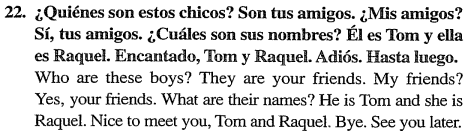 22. ¿Quiénes son estos chicos? Son tus amigos. ¿Mis amigos?
Sí, tus amigos. ¿Cuáles son sus nombres? Él es Tom y ella
es Raquel. Encantado, Tom y Raquel. Adiós. Hasta luego.
Who are these boys? They are your friends. My friends?
Yes, your friends. What are their names? He is Tom and she is
Raquel. Nice to meet you, Tom and Raquel. Bye. See you later.